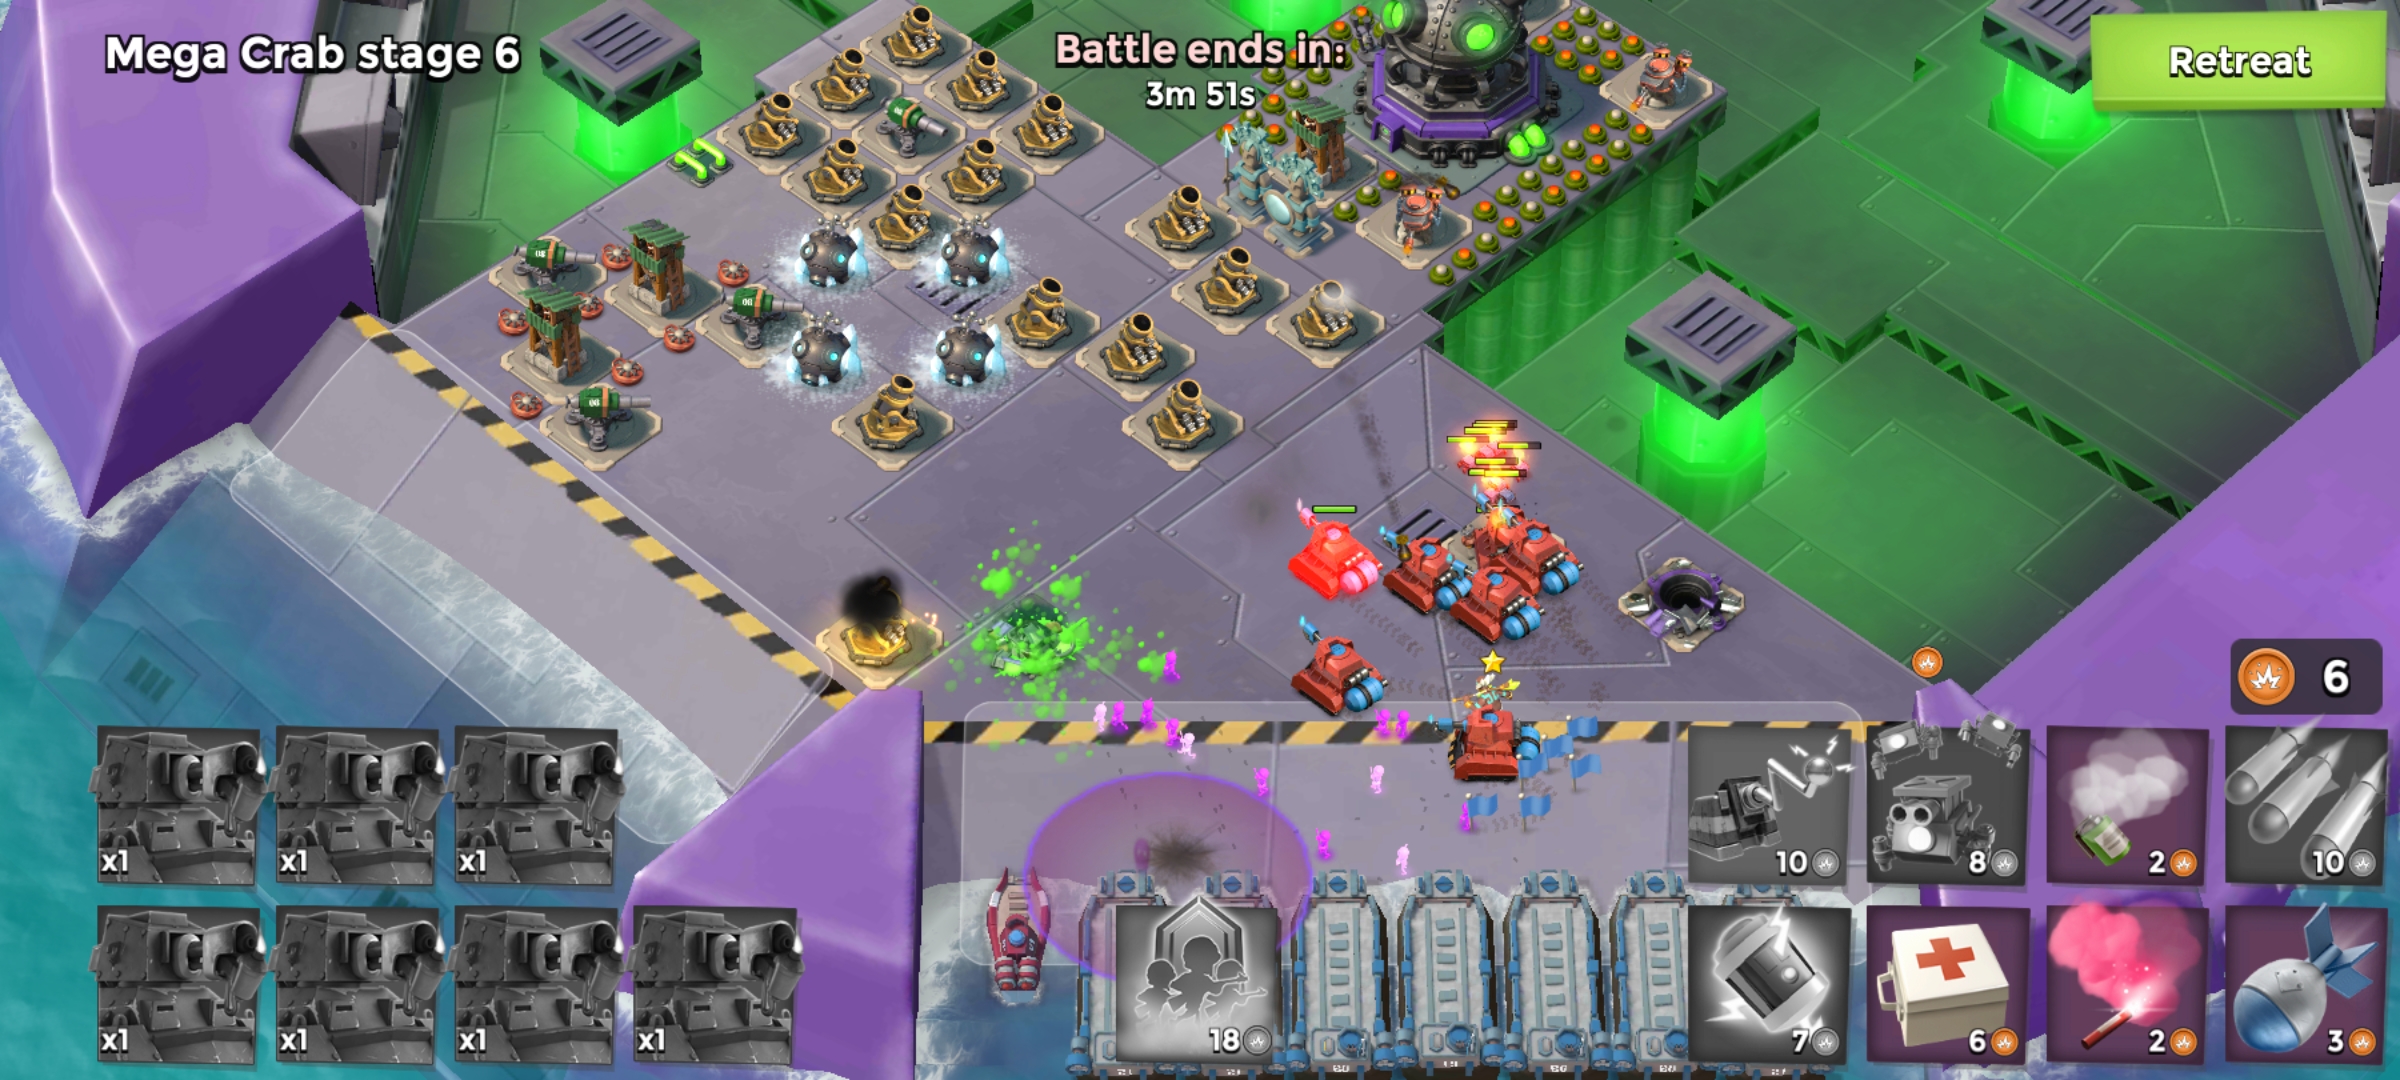 Mega Crab stage 6
Battle ends in:
3m 51s
Retreat
6
x1
x1
x1
10
8
2
10
x1
x1
x1
x1
18
7
6
2
3